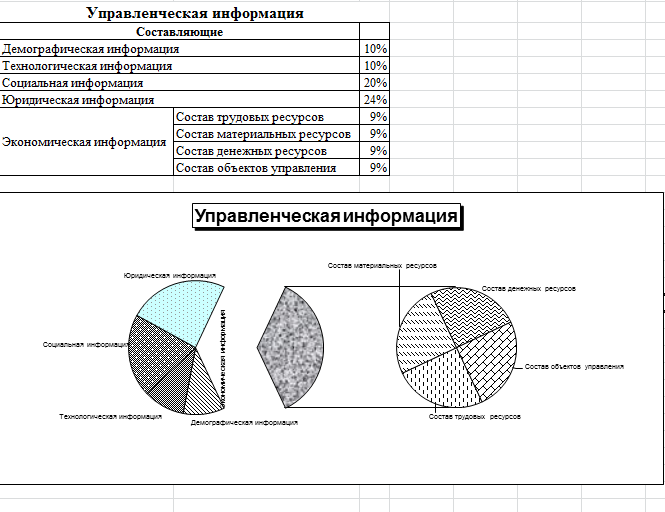 Управленческая информация
Составляющие
Демографическая информация 10%
Технологическая информация 10%
Социальная информация 20%
Юридическая информация 24%
Экономическая информация
Состав трудовых ресурсов 9%
Состав материальных ресурсов 9%
Состав денежных ресурсов 9%
Состав объектов управления 9%
Управленческая информация
Состав материальных ресурсов
Юридическая информация
Состав денежных ресурсов
Социальная информация
Экономическая информация
Состав объектов управления
Технологическая информация
Состав трудовых ресурсов
Демографическая информация